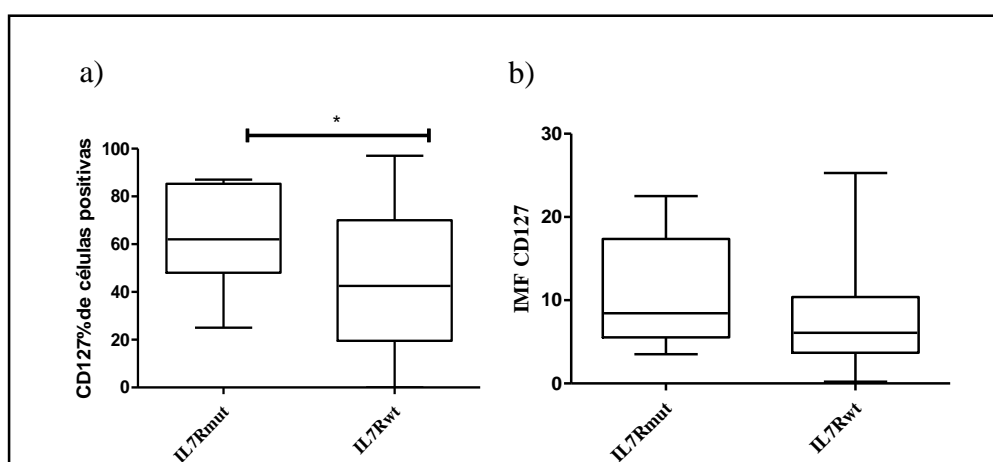 a)
*
CD127%de células positivas
100
80
60
40
20
0
IL7Rmut
IL7Rwt
b)
IMF CD127
30
20
10
0
IL7Rmut
IL7Rwt